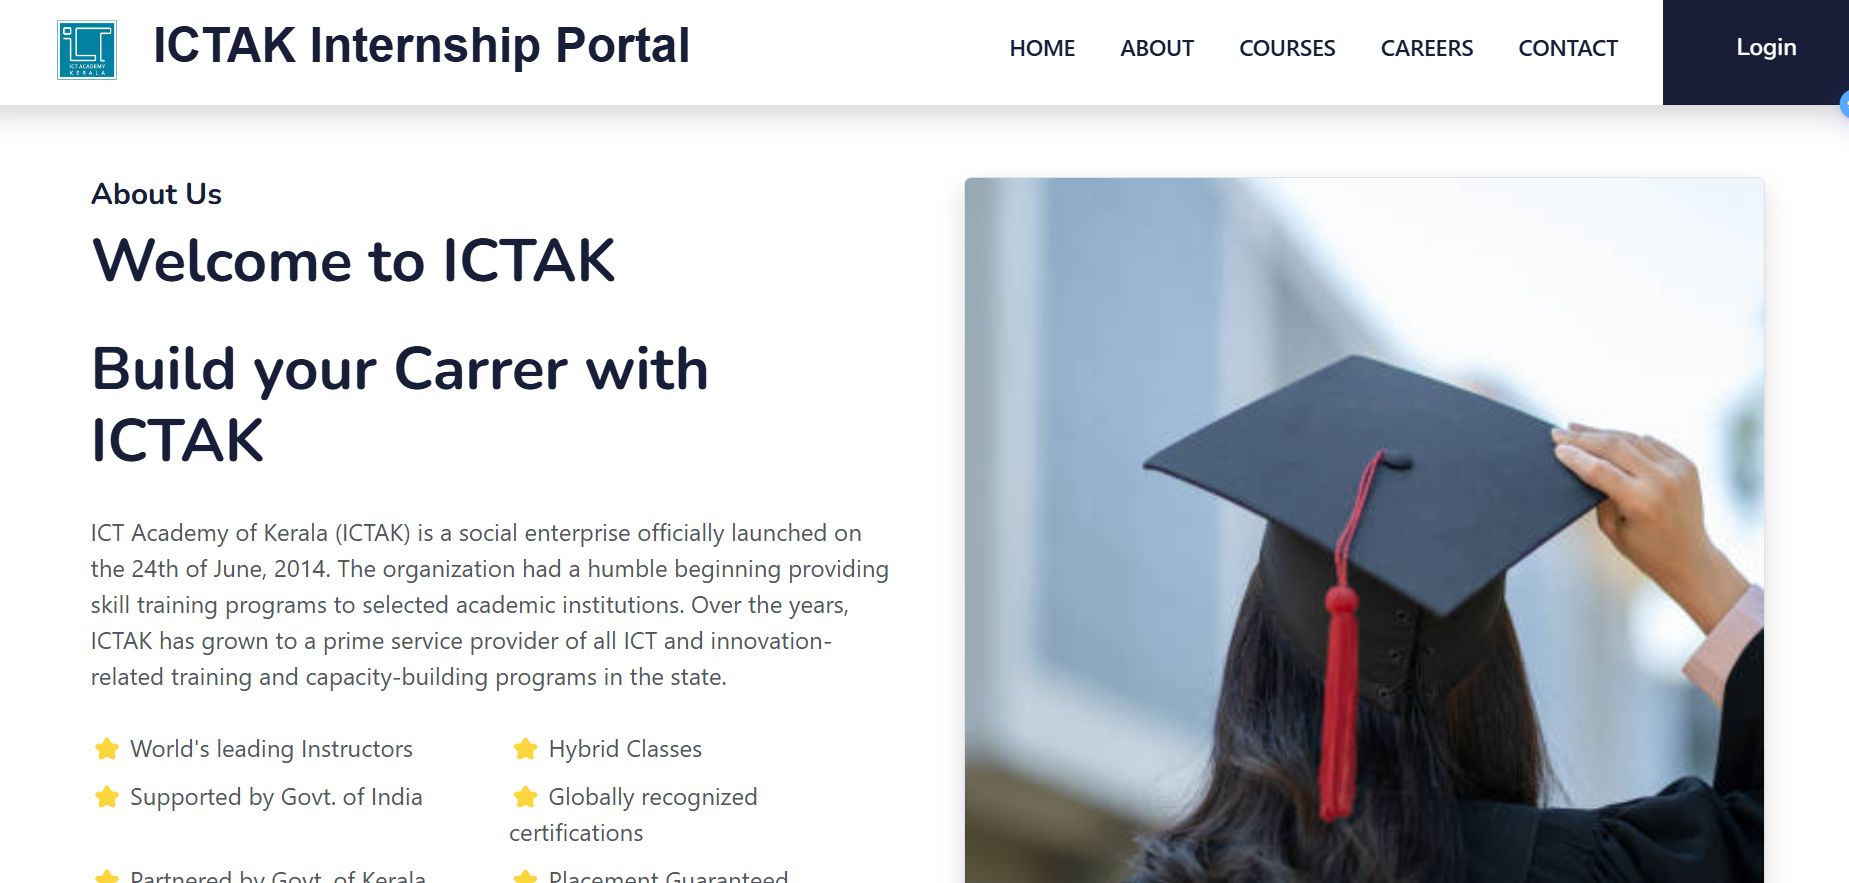 iCT
ICT ACADEMY
KERALA
ICTAK Internship Portal
HOME ABOUT COURSES CAREERS CONTACT Login
About Us
Welcome to ICTAK
Build your Carrer with
ICTAK
ICT Academy of Kerala (ICTAK) is a social enterprise officially launched on
the 24th of June, 2014. The organization had a humble beginning providing
skill training programs to selected academic institutions. Over the years,
ICTAK has grown to a prime service provider of all ICT and innovation-
related training and capacity-building programs in the state.
World's leading Instructors
Hybrid Classes
Supported by Govt. of India
Globally recognized
certifications
Partnered by Govt. of Kerala
Placement Guaranteed